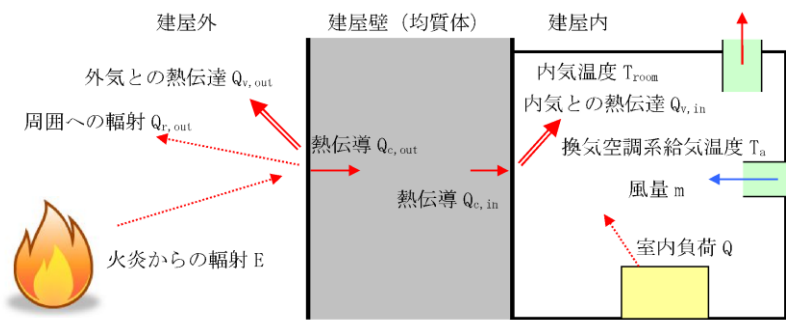 建屋外
建屋壁（均質体）
建屋内
外気との熱伝達 Qv,out
周囲への輻射 Qr,out
火炎からの輻射 E
熱伝導 Qc,out
熱伝導 Qc,in
内気温度 Troom
内気との熱伝達 Qv,in
換気空調系給気温度 Ta
風量 m
室内負荷 Q